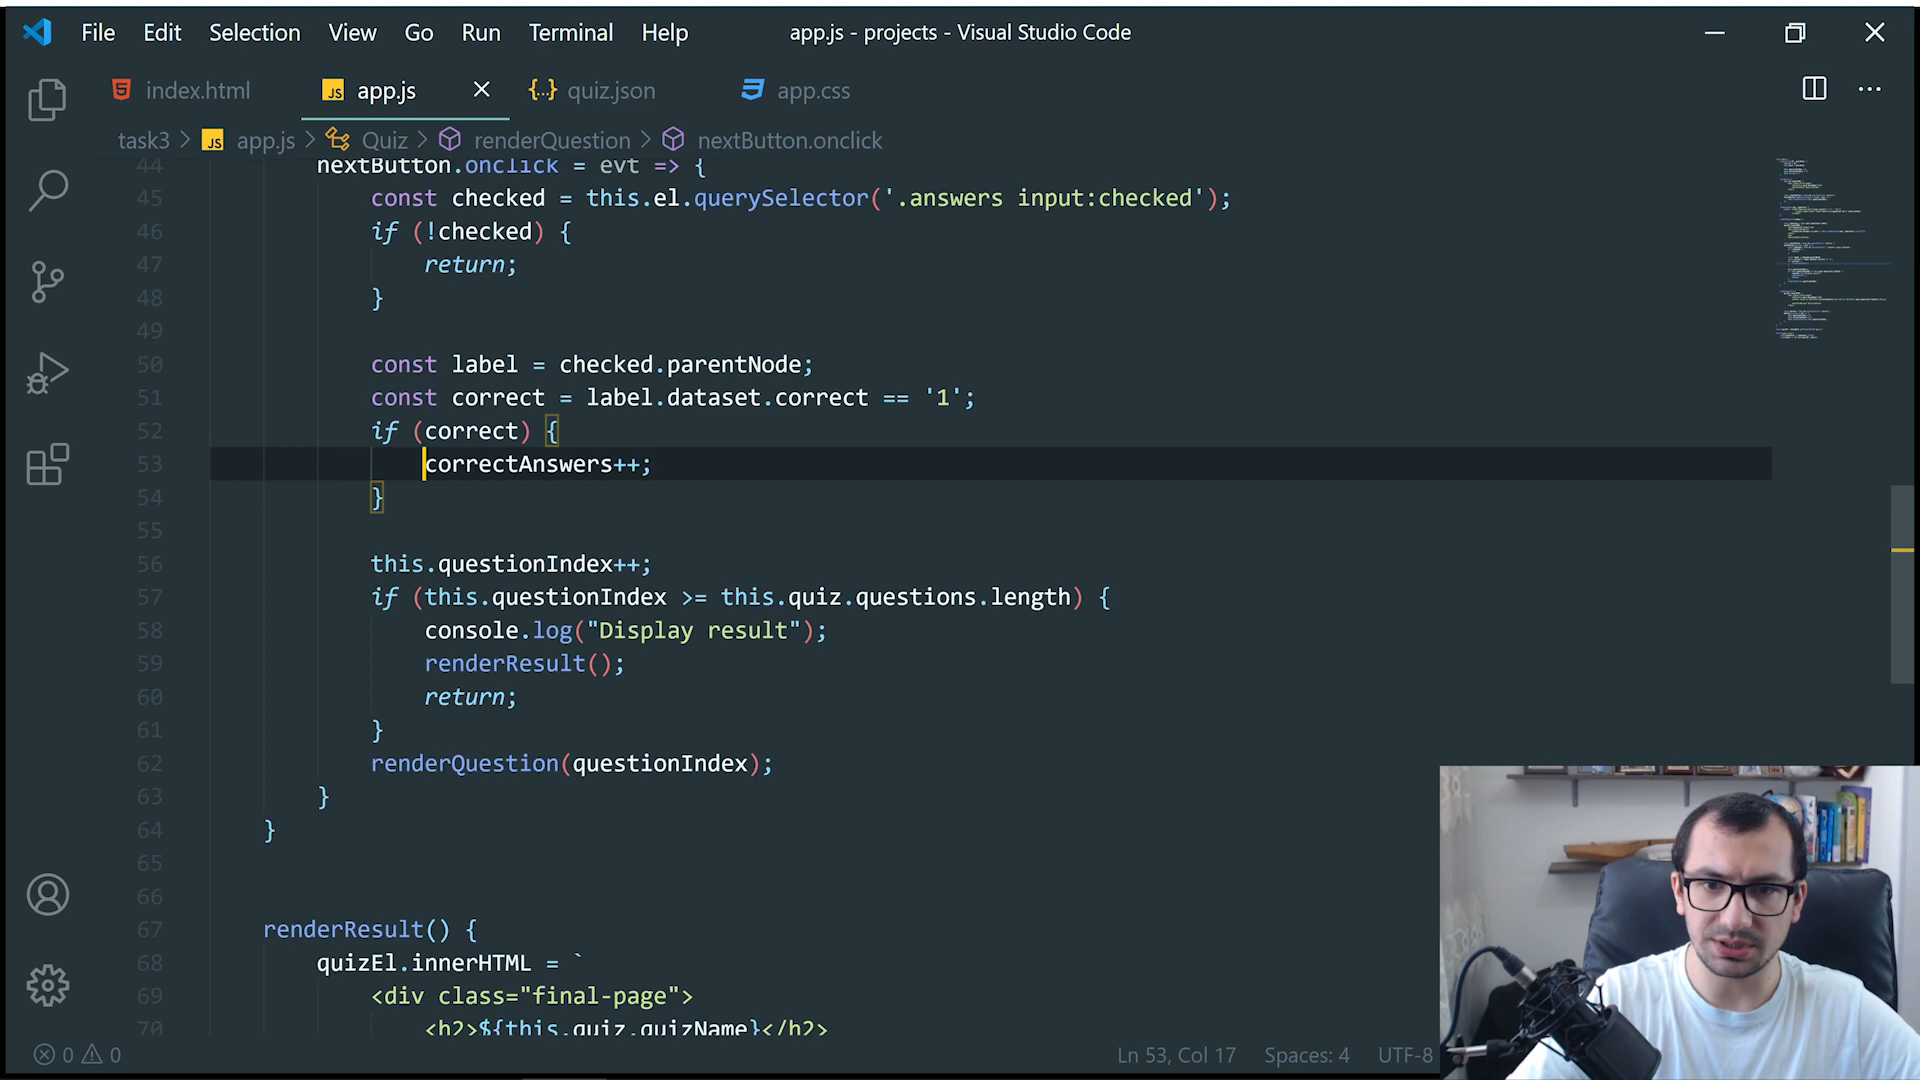 File Edit Selection View Go Run Terminal Help app.js - projects - Visual Studio Code
index.html JS app.js quiz.json app.css
task3 > JS app.js > Quiz > renderQuestion > nextButton.onclick
44 nextButton.onclick = evt => {
45 const checked = this.el.querySelector('.answers input:checked');
46 if (!checked) {
47 return;
48 }
49
50 const label = checked.parentNode;
51 const correct = label.dataset.correct == '1';
52 if (correct) {
53 correctAnswers++;
54 }
55
56 this.questionIndex++;
57 if (this.questionIndex >= this.quiz.questions.length) {
58 console.log("Display result");
59 renderResult();
60 return;
61 }
62 renderQuestion(questionIndex);
63 }
64 }
65
66
67 renderResult() {
68 quizEl.innerHTML = `
69 <div class="final-page">
70 <h2>${this.quiz.quizName}</h2>
0 0 Ln 53, Col 17 Spaces: 4 UTF-8